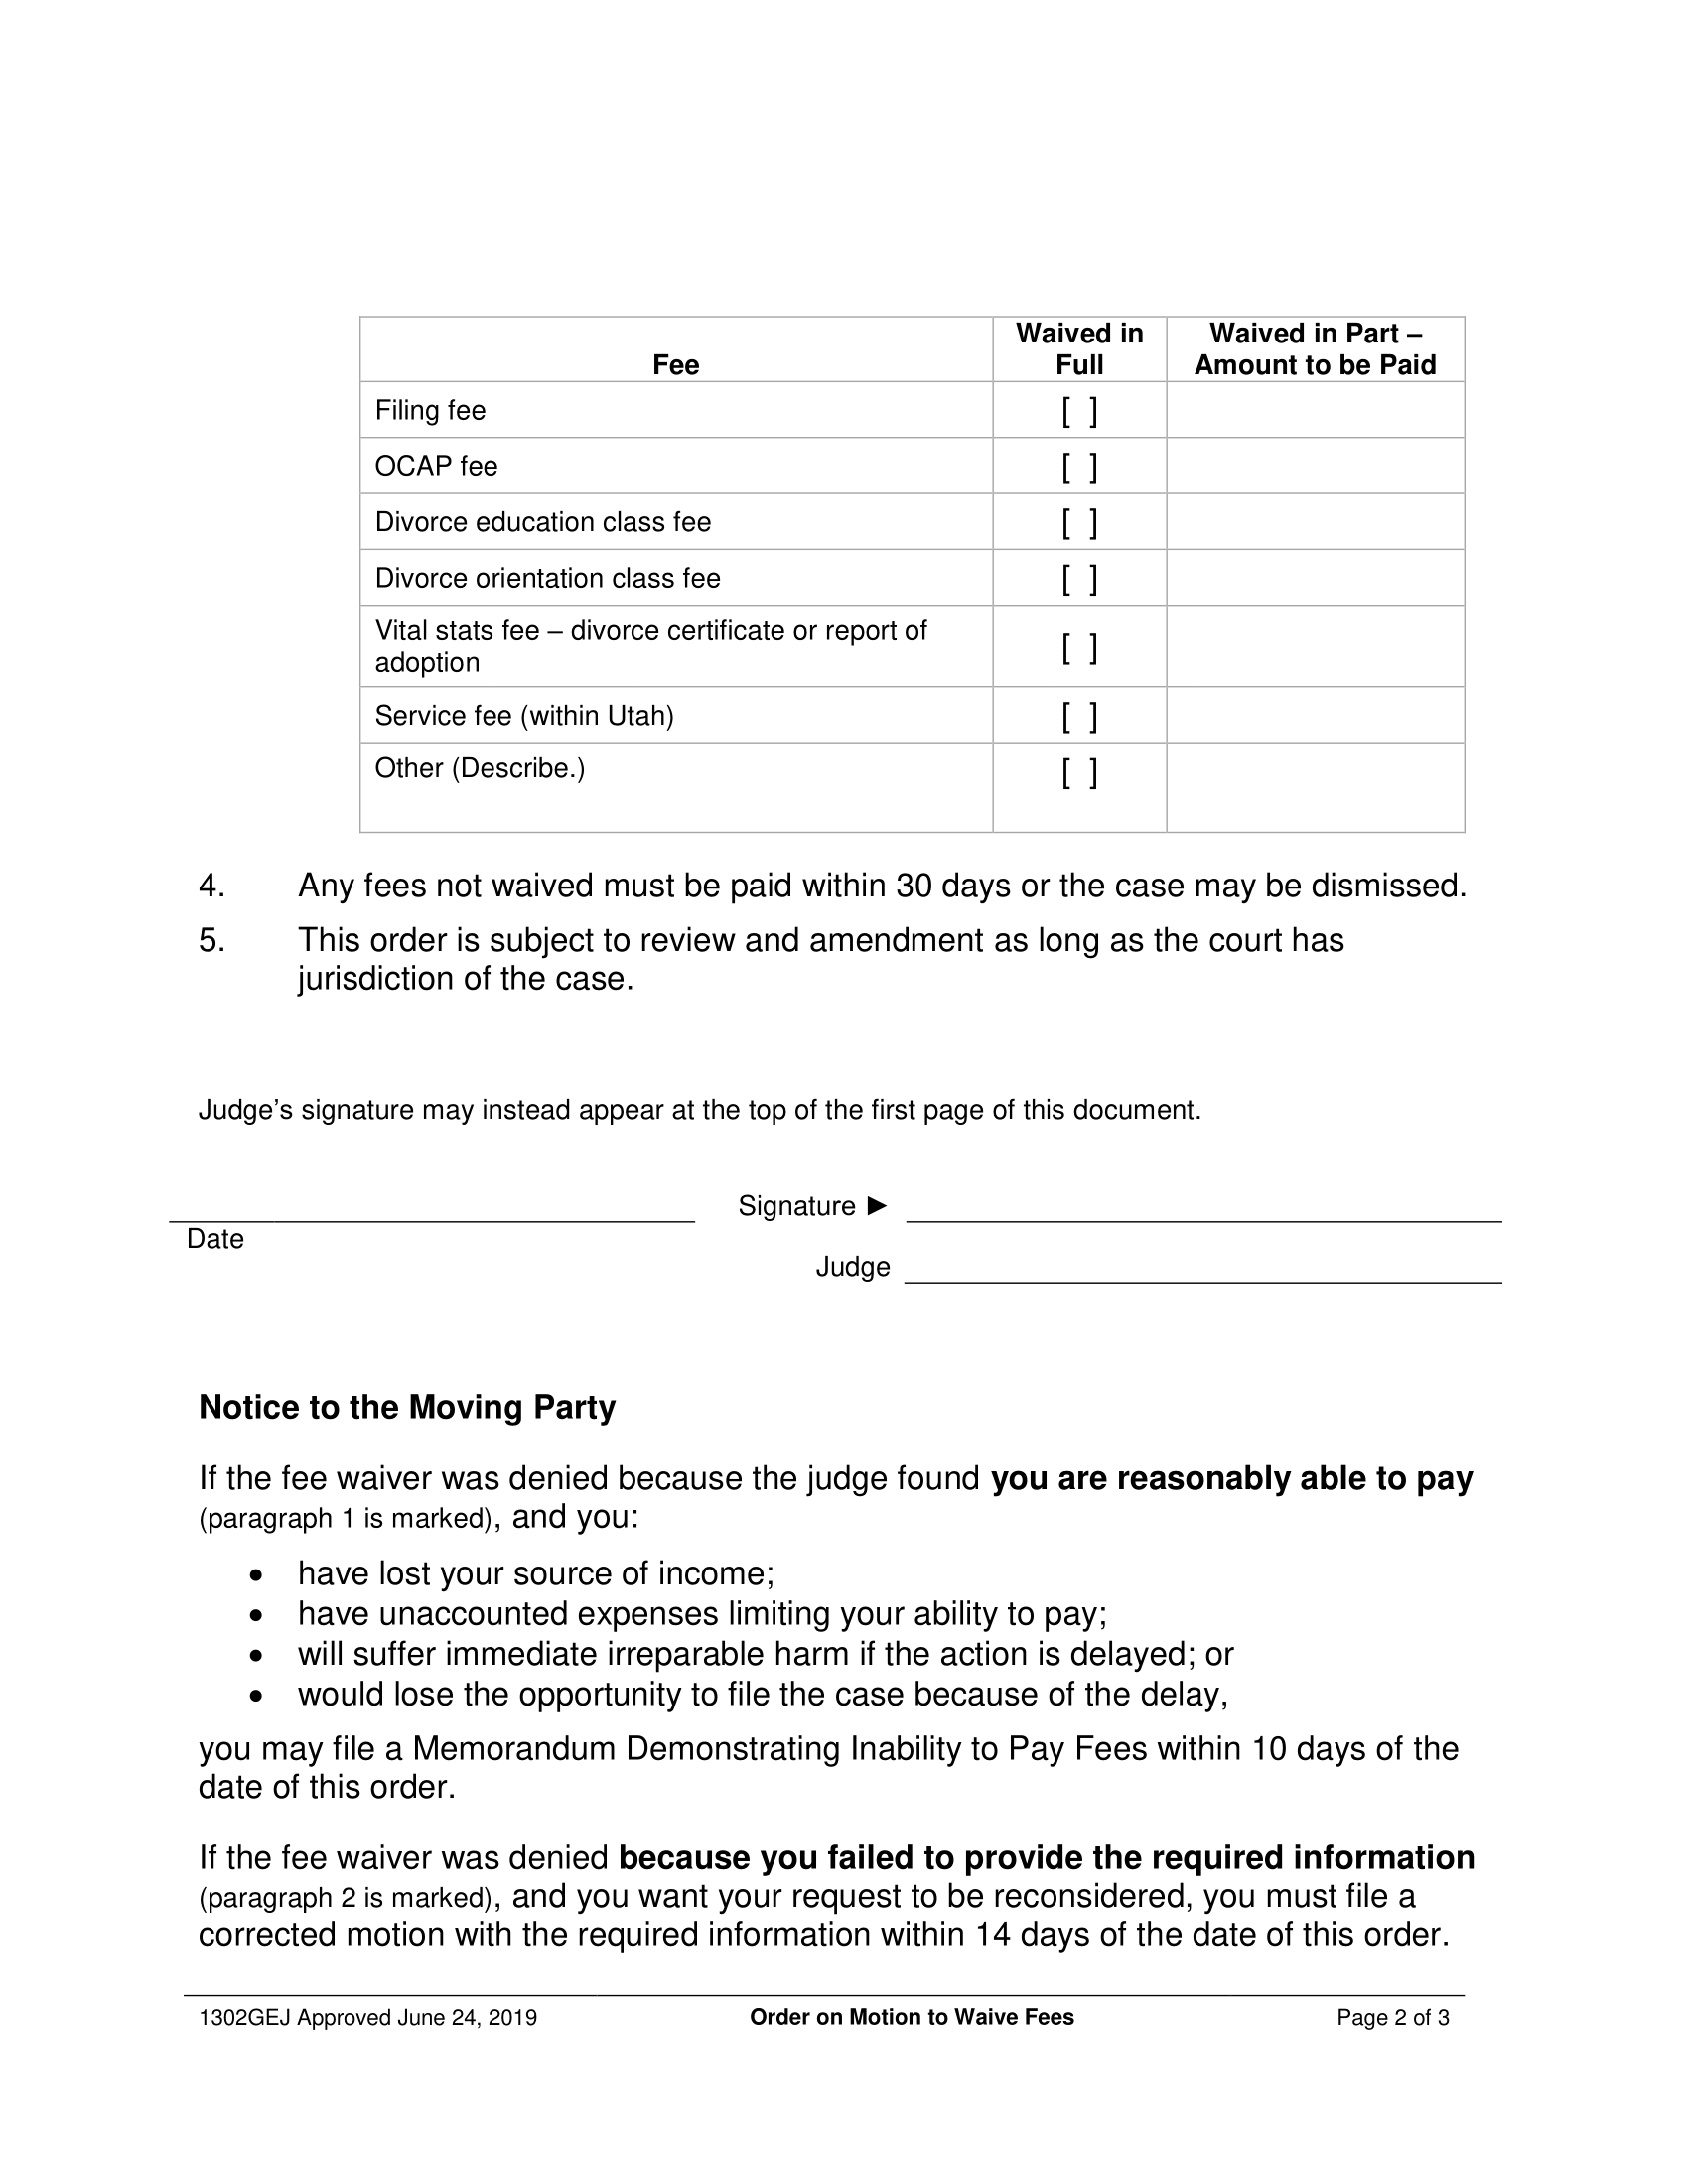 Fee Waived in Full Waived in Part – Amount to be Paid
Filing fee [ ]
OCAP fee [ ]
Divorce education class fee [ ]
Divorce orientation class fee [ ]
Vital stats fee – divorce certificate or report of
adoption [ ]
Service fee (within Utah) [ ]
Other (Describe.) [ ]
4. Any fees not waived must be paid within 30 days or the case may be dismissed.
5. This order is subject to review and amendment as long as the court has
jurisdiction of the case.
Judge’s signature may instead appear at the top of the first page of this document.
Signature ►
Date
Judge
Notice to the Moving Party
If the fee waiver was denied because the judge found you are reasonably able to pay
(paragraph 1 is marked), and you:
• have lost your source of income;
• have unaccounted expenses limiting your ability to pay;
• will suffer immediate irreparable harm if the action is delayed; or
• would lose the opportunity to file the case because of the delay,
you may file a Memorandum Demonstrating Inability to Pay Fees within 10 days of the
date of this order.
If the fee waiver was denied because you failed to provide the required information
(paragraph 2 is marked), and you want your request to be reconsidered, you must file a
corrected motion with the required information within 14 days of the date of this order.
1302GEJ Approved June 24, 2019 Order on Motion to Waive Fees Page 2 of 3